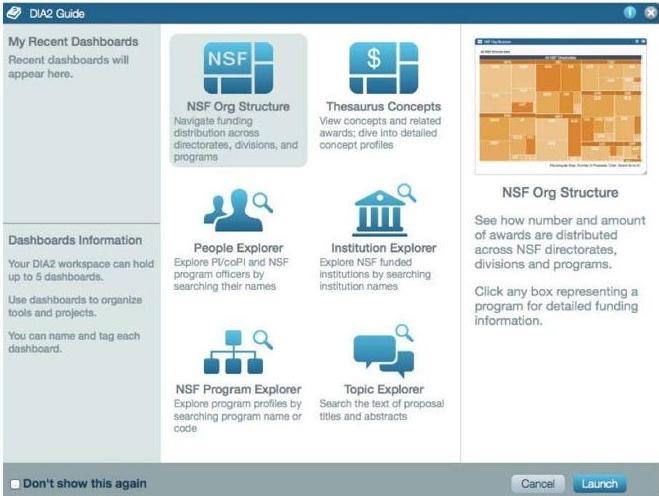 DIA2 Guide
My Recent Dashboards
Recent dashboards will
appear here.
Dashboards Information
Your DIA2 workspace can hold
up to 5 dashboards.
Use dashboards to organize
tools and projects.
You can name and tag each
dashboard.
NSF
NSF Org Structure
Navigate funding
distribution across
directorates, divisions, and
programs
$
Thesaurus Concepts
View concepts and related
awards; dive into detailed
concept profiles
People Explorer
Explore PI/coPI and NSF
program officers by
searching their names
Institution Explorer
Explore NSF funded
institutions by searching
institution names
NSF Program Explorer
Explore program profiles by
searching program name or
code
Topic Explorer
Search the text of proposal
titles and abstracts
NSF Org Structure
See how number and amount
of awards are distributed
across NSF directorates,
divisions and programs.
Click any box representing a
program for detailed funding
information.
Don't show this again
Cancel
Launch